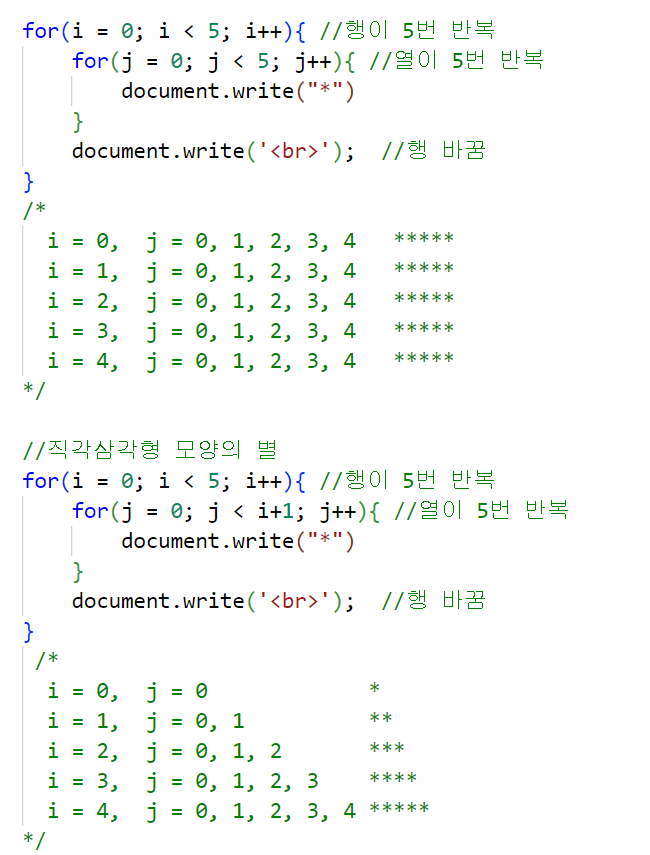 for(i = 0; i < 5; i++){ //행이 5번 반복
    for(j = 0; j < 5; j++){ //열이 5번 반복
        document.write("*")
    }
    document.write('<br>');  //행 바꿈
}
/*
  i = 0,  j = 0, 1, 2, 3, 4   *****
  i = 1,  j = 0, 1, 2, 3, 4   *****
  i = 2,  j = 0, 1, 2, 3, 4   *****
  i = 3,  j = 0, 1, 2, 3, 4   *****
  i = 4,  j = 0, 1, 2, 3, 4   *****
*/

//직각삼각형 모양의 별
for(i = 0; i < 5; i++){ //행이 5번 반복
    for(j = 0; j < i+1; j++){ //열이 5번 반복
        document.write("*")
    }
    document.write('<br>');  //행 바꿈
}
 /*
  i = 0,  j = 0             *
  i = 1,  j = 0, 1          **
  i = 2,  j = 0, 1, 2       ***
  i = 3,  j = 0, 1, 2, 3    ****
  i = 4,  j = 0, 1, 2, 3, 4 *****
*/